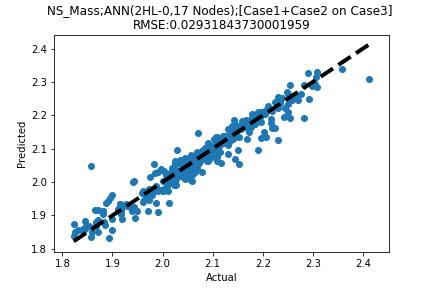 NS_Mass;ANN(2HL-0,17 Nodes);[Case1+Case2 on Case3]
RMSE:0.02931843730001959
2.4
2.3
2.2
2.1
2.0
1.9
1.8
Predicted
1.8 1.9 2.0 2.1 2.2 2.3 2.4
Actual